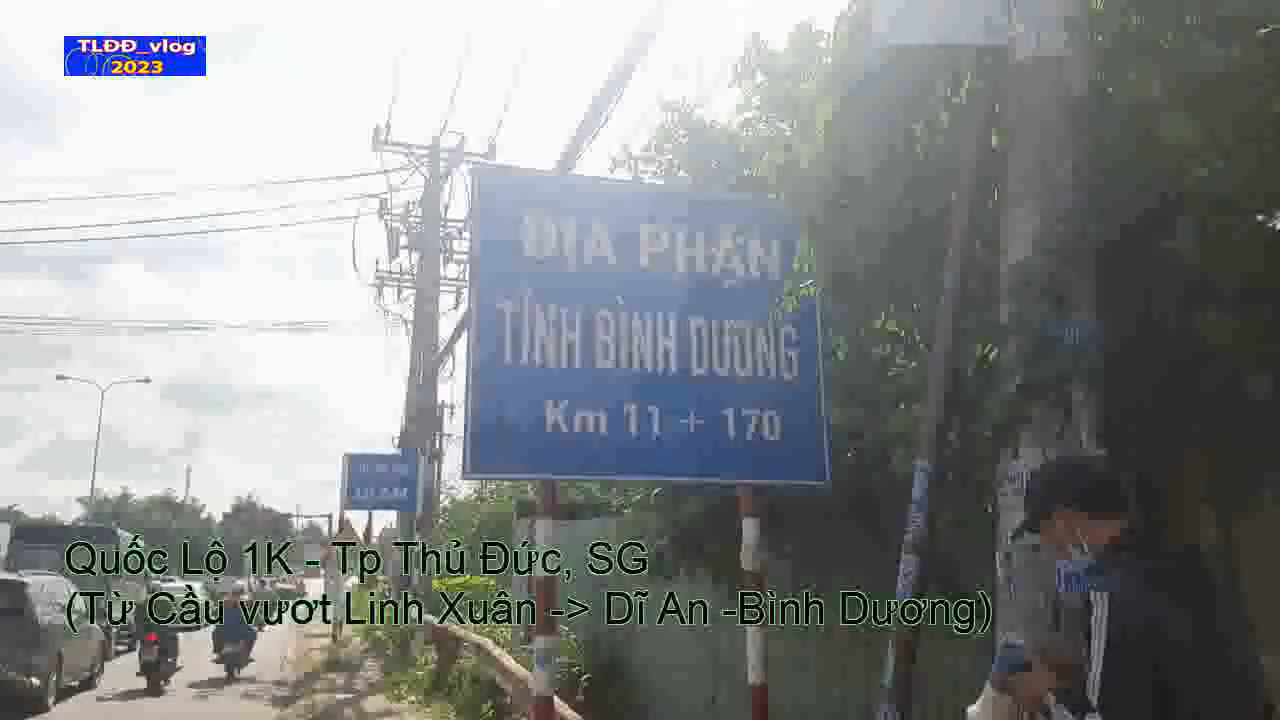 TLĐĐ_vlog
2023
ĐỊA PHẬN
TỈNH BÌNH DƯƠNG
Km 11 + 170
Quốc Lộ 1K - Tp Thủ Đức, SG
(Từ Cầu vươt Linh Xuân -> Dĩ An -Bình Dương)